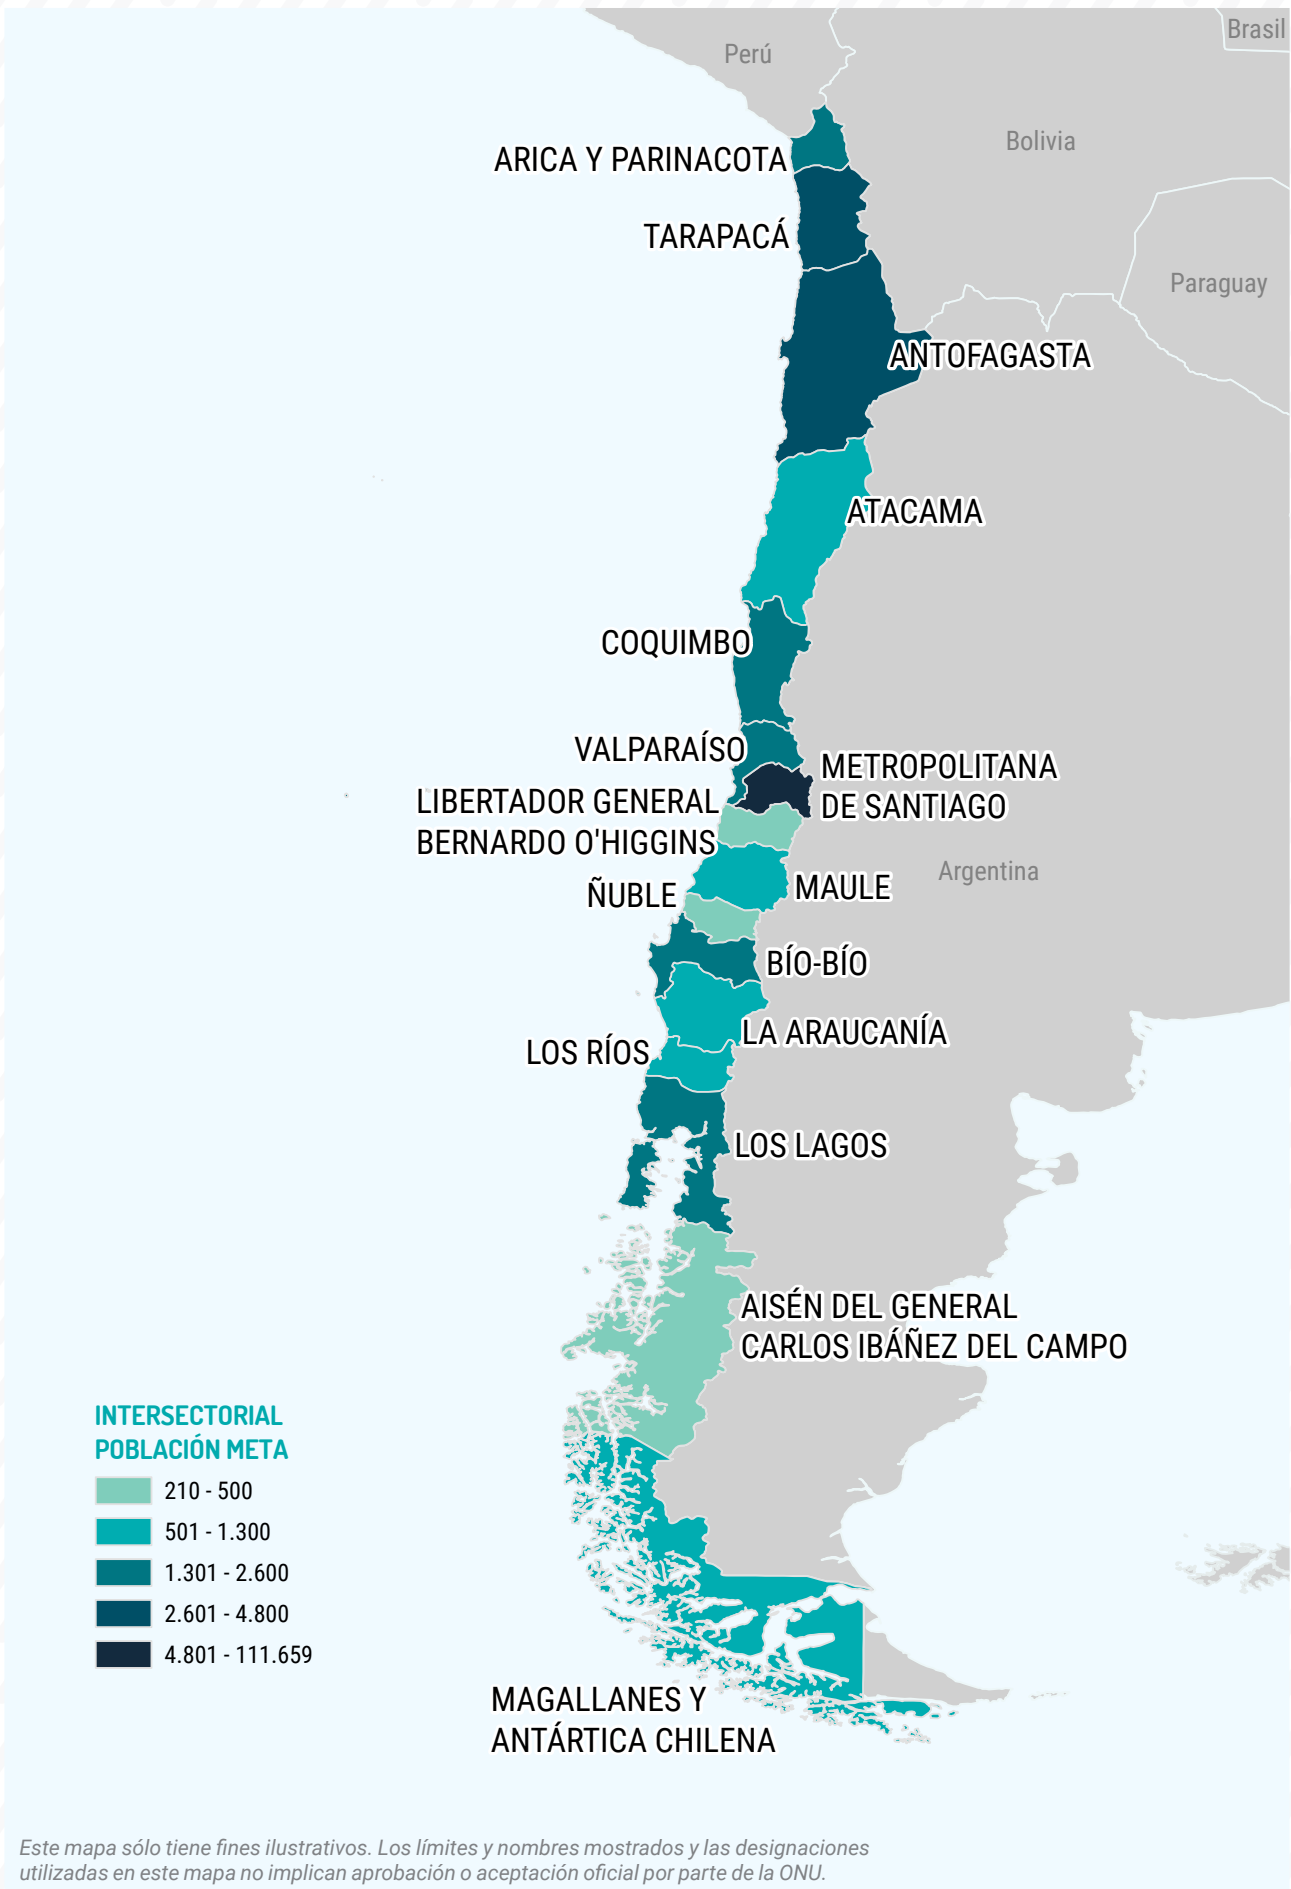 Brasil
Perú
Bolivia
ARICA Y PARINACOTA
TARAPACÁ
Paraguay
ANTOFAGASTA
ATACAMA
COQUIMBO
VALPARAÍSO
METROPOLITANA
DE SANTIAGO
LIBERTADOR GENERAL
BERNARDO O'HIGGINS
Argentina
MAULE
ÑUBLE
BÍO-BÍO
LA ARAUCANÍA
LOS RÍOS
LOS LAGOS
AISÉN DEL GENERAL
CARLOS IBÁÑEZ DEL CAMPO
INTERSECTORIAL
POBLACIÓN META
210 - 500
501 - 1.300
1.301 - 2.600
2.601 - 4.800
4.801 - 111.659
MAGALLANES Y
ANTÁRTICA CHILENA
Este mapa sólo tiene fines ilustrativos. Los límites y nombres mostrados y las designaciones
utilizadas en este mapa no implican aprobación o aceptación oficial por parte de la ONU.